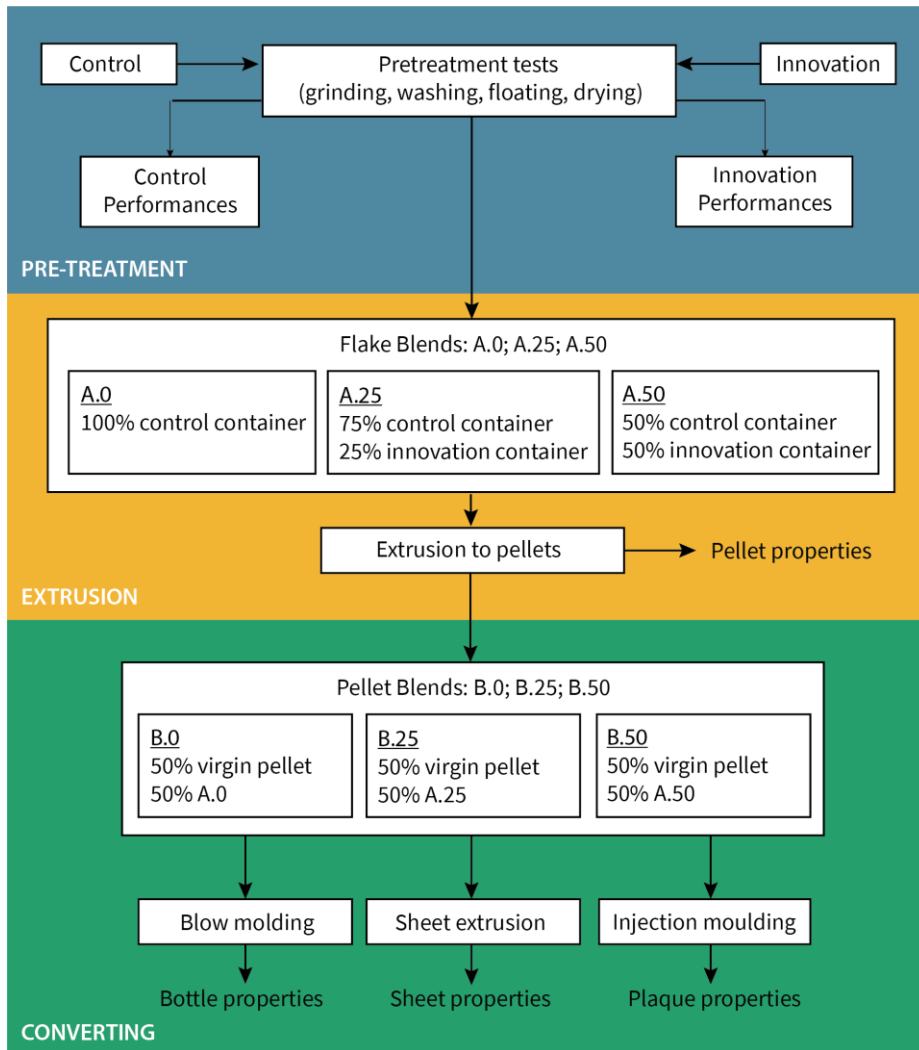 Control
Pretreatment tests
(grinding, washing, floating, drying)
Innovation
Control
Performances
Innovation
Performances
PRE-TREATMENT
Flake Blends: A.0; A.25; A.50
A.0
100% control container
A.25
75% control container
25% innovation container
A.50
50% control container
50% innovation container
Extrusion to pellets
Pellet properties
EXTRUSION
Pellet Blends: B.0; B.25; B.50
B.0
50% virgin pellet
50% A.0
B.25
50% virgin pellet
50% A.25
B.50
50% virgin pellet
50% A.50
Blow molding
Sheet extrusion
Injection moulding
Bottle properties
Sheet properties
Plaque properties
CONVERTING